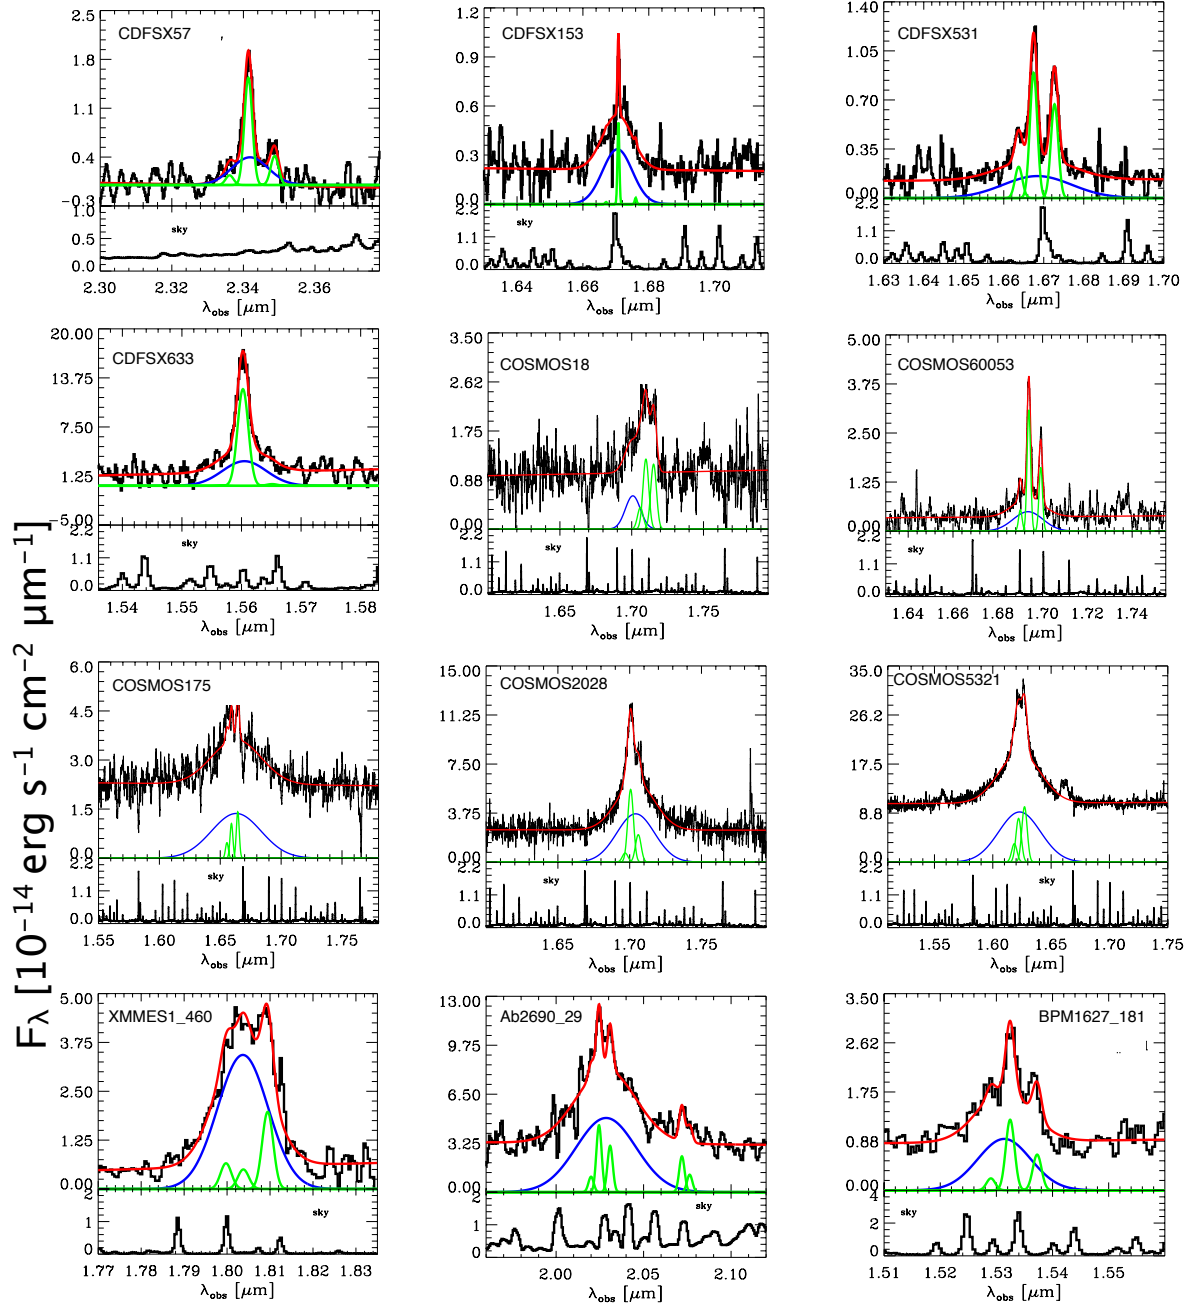 F_λ [10^−14 erg s^−1 cm^−2 μm^−1]
CDFSX57
2.5
1.8
1.1
0.4
−0.3
1.0
0.5
0.0
sky
2.30 2.32 2.34 2.36
λobs [μm]
CDFSX153
1.2
0.9
0.6
0.3
0.0
2.2
1.1
0.0
sky
1.64 1.66 1.68 1.70
λobs [μm]
CDFSX531
1.40
1.05
0.70
0.35
0.00
2.2
1.1
0.0
1.63 1.64 1.65 1.66 1.67 1.68 1.69 1.70
λobs [μm]
CDFSX633
20.00
13.75
7.50
1.25
−5.00
2.2
1.1
0.0
sky
1.54 1.55 1.56 1.57 1.58
λobs [μm]
COSMOS18
3.50
2.62
1.75
0.88
0.00
2.2
1.1
0.0
sky
1.65 1.70 1.75
λobs [μm]
COSMOS60053
5.00
3.75
2.50
1.25
0.00
2.2
1.1
0.0
sky
1.64 1.66 1.68 1.70 1.72 1.74
λobs [μm]
COSMOS175
6.0
4.5
3.0
1.5
0.0
2.2
1.1
0.0
sky
1.55 1.60 1.65 1.70 1.75
λobs [μm]
COSMOS2028
15.00
11.25
7.50
3.75
0.00
2.2
1.1
0.0
sky
1.65 1.70 1.75
λobs [μm]
COSMOS5321
35.0
26.2
17.5
8.8
0.0
2.2
1.1
0.0
sky
1.55 1.60 1.65 1.70 1.75
λobs [μm]
XMMES1_460
5.00
3.75
2.50
1.25
0.00
2
1
0
sky
1.77 1.78 1.79 1.80 1.81 1.82 1.83
λobs [μm]
Ab2690_29
13.00
9.75
6.50
3.25
0.00
2
1
0
sky
2.00 2.05 2.10
λobs [μm]
BPM1627_181
3.50
2.62
1.75
0.88
0.00
4
2
0
sky
1.51 1.52 1.53 1.54 1.55
λobs [μm]